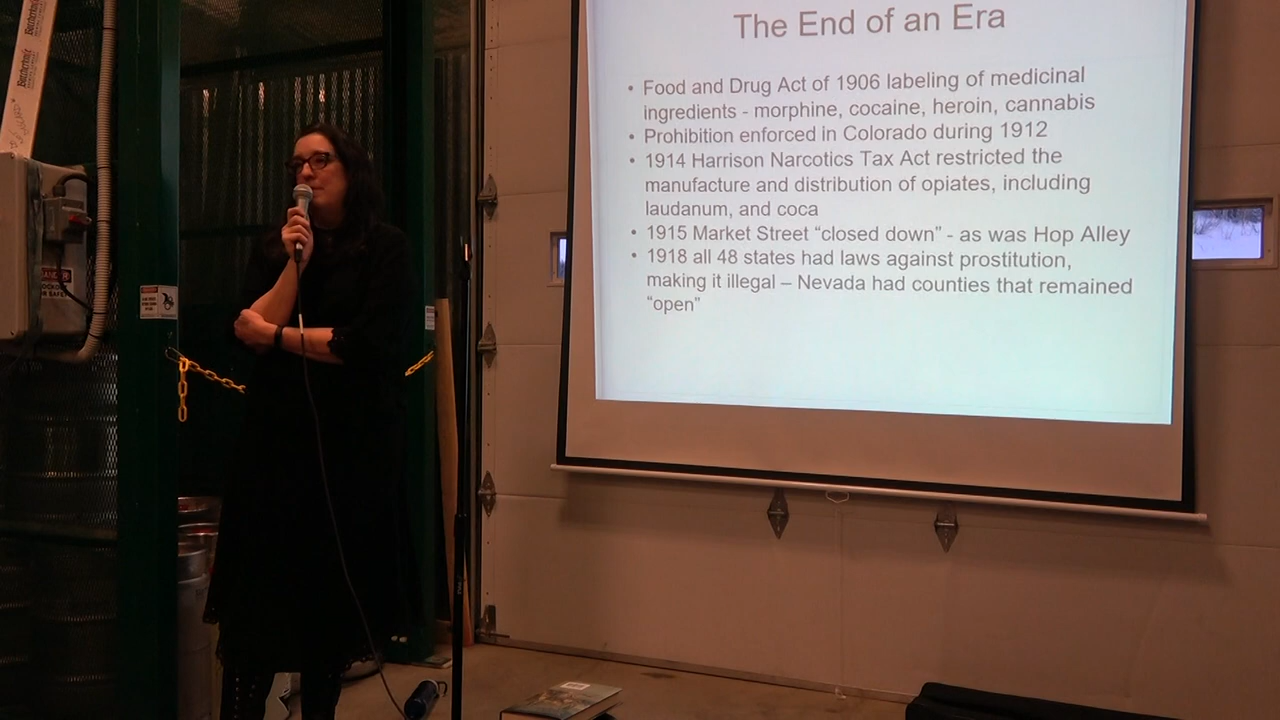 The End of an Era
• Food and Drug Act of 1906 labeling of medicinal
ingredients - morphine, cocaine, heroin, cannabis
• Prohibition enforced in Colorado during 1912
• 1914 Harrison Narcotics Tax Act restricted the
manufacture and distribution of opiates, including
laudanum, and coca
• 1915 Market Street “closed down” - as was Hop Alley
• 1918 all 48 states had laws against prostitution,
making it illegal – Nevada had counties that remained
“open”
DANGER